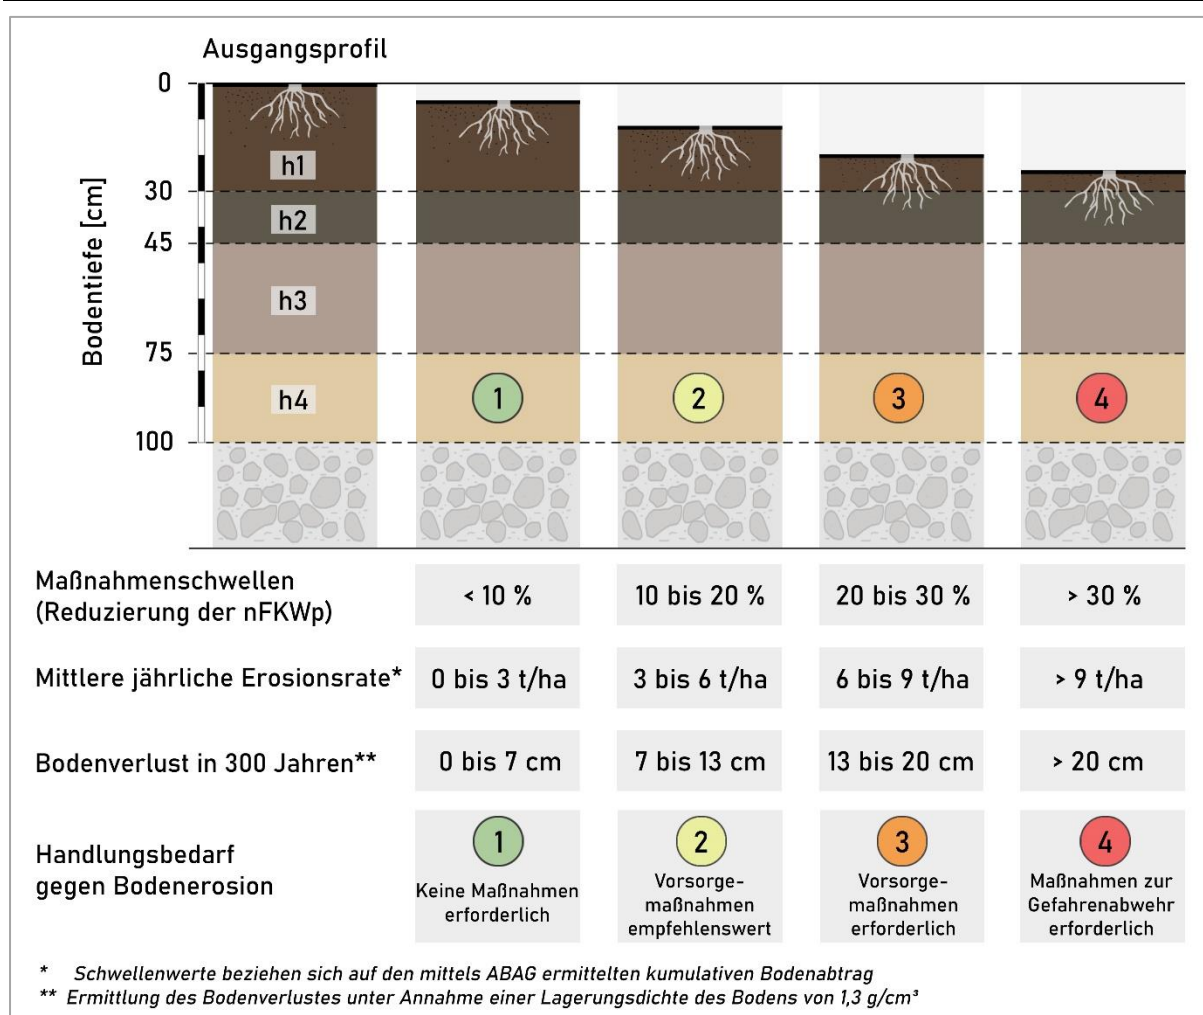 Ausgangsprofil
Bodentiefe [cm]
0
30
45
75
100
h1
h2
h3
h4
1
2
3
4
Maßnahmenschwellen
(Reduzierung der nFKWp)
< 10 %
10 bis 20 %
20 bis 30 %
> 30 %
Mittlere jährliche Erosionsrate*
0 bis 3 t/ha
3 bis 6 t/ha
6 bis 9 t/ha
> 9 t/ha
Bodenverlust in 300 Jahren**
0 bis 7 cm
7 bis 13 cm
13 bis 20 cm
> 20 cm
Handlungsbedarf
gegen Bodenerosion
1
Keine Maßnahmen
erforderlich
2
Vorsorge-
maßnahmen
empfehlenswert
3
Vorsorge-
maßnahmen
erforderlich
4
Maßnahmen zur
Gefahrenabwehr
erforderlich
* Schwellenwerte beziehen sich auf den mittels ABAG ermittelten kumulativen Bodenabtrag
** Ermittlung des Bodenverlustes unter Annahme einer Lagerungsdichte des Bodens von 1,3 g/cm³